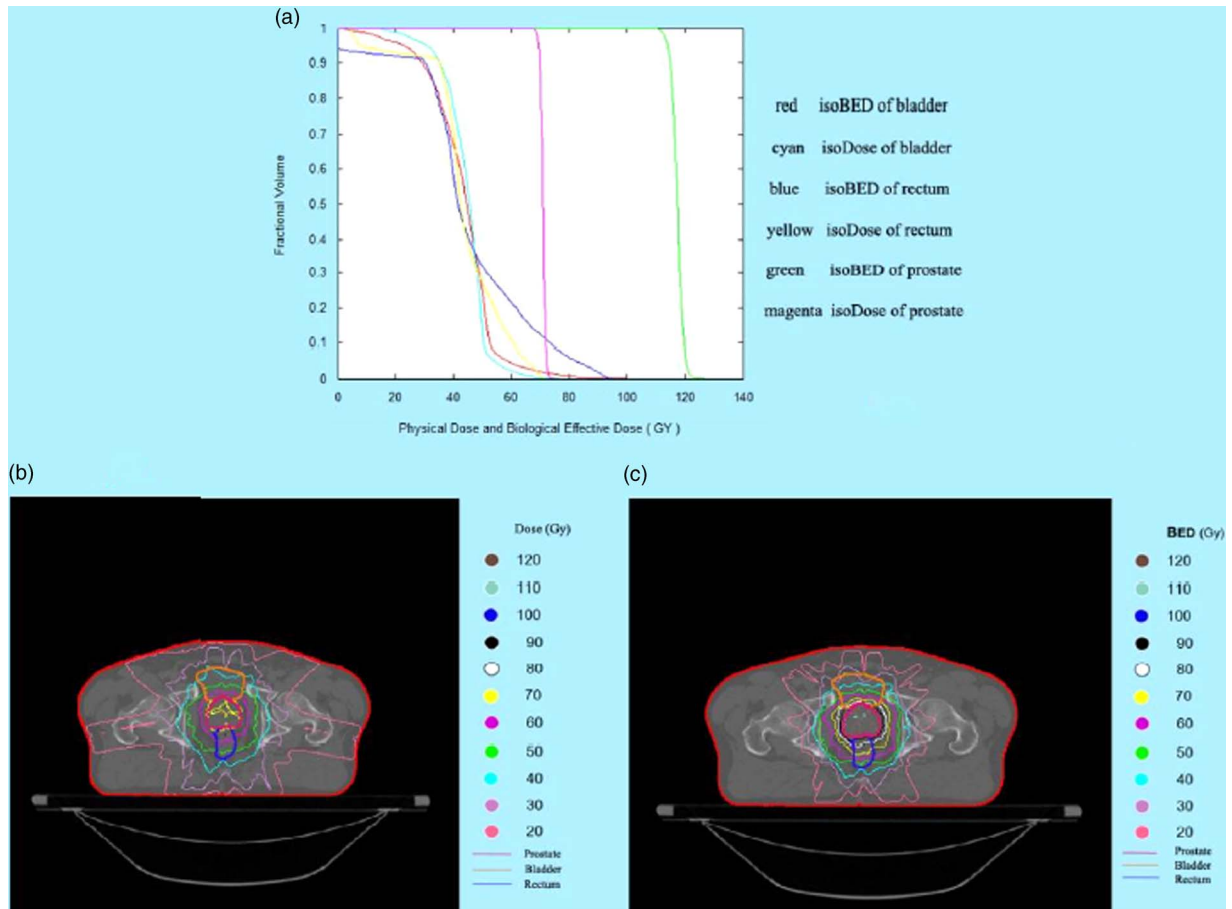 (a)
1
0.9
0.8
0.7
0.6
0.5
0.4
0.3
0.2
0.1
0
Fractional Volume
0 20 40 60 80 100 120 140
Physical Dose and Biological Effective Dose ( GY )
red isoBED of bladder
cyan isoDose of bladder
blue isoBED of rectum
yellow isoDose of rectum
green isoBED of prostate
magenta isoDose of prostate
(b)
Dose (Gy)
120
110
100
90
80
70
60
50
40
30
20
Prostate
Bladder
Rectum
(c)
BED (Gy)
120
110
100
90
80
70
60
50
40
30
20
Prostate
Bladder
Rectum